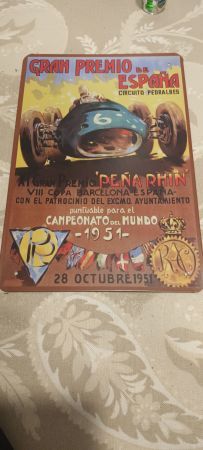 GRAN PREMIO DE
ESPAÑA
CIRCUITO PEDRALBES
6
XI GRAN PREMIO "PEÑA RHIN"
VIII COPA BARCELONA-ESPAÑA-
CON EL PATROCINIO DEL EXCMO. AYUNTAMIENTO
puntuable para el
CAMPEONATO DEL MUNDO
-1951-
28 OCTUBRE 1951